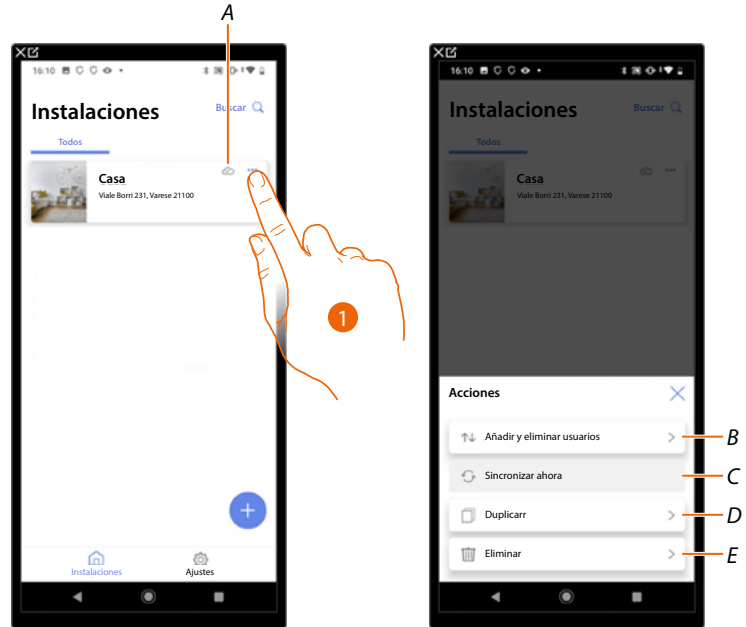 A
16:10
Instalaciones
Buscar
Todos
Casa
Viale Borri 231, Varese 21100
1
Instalaciones
Ajustes
16:10
Instalaciones
Buscar
Todos
Casa
Viale Borri 231, Varese 21100
Acciones
Añadir y eliminar usuarios
B
Sincronizar ahora
C
Duplicarr
D
Eliminar
E